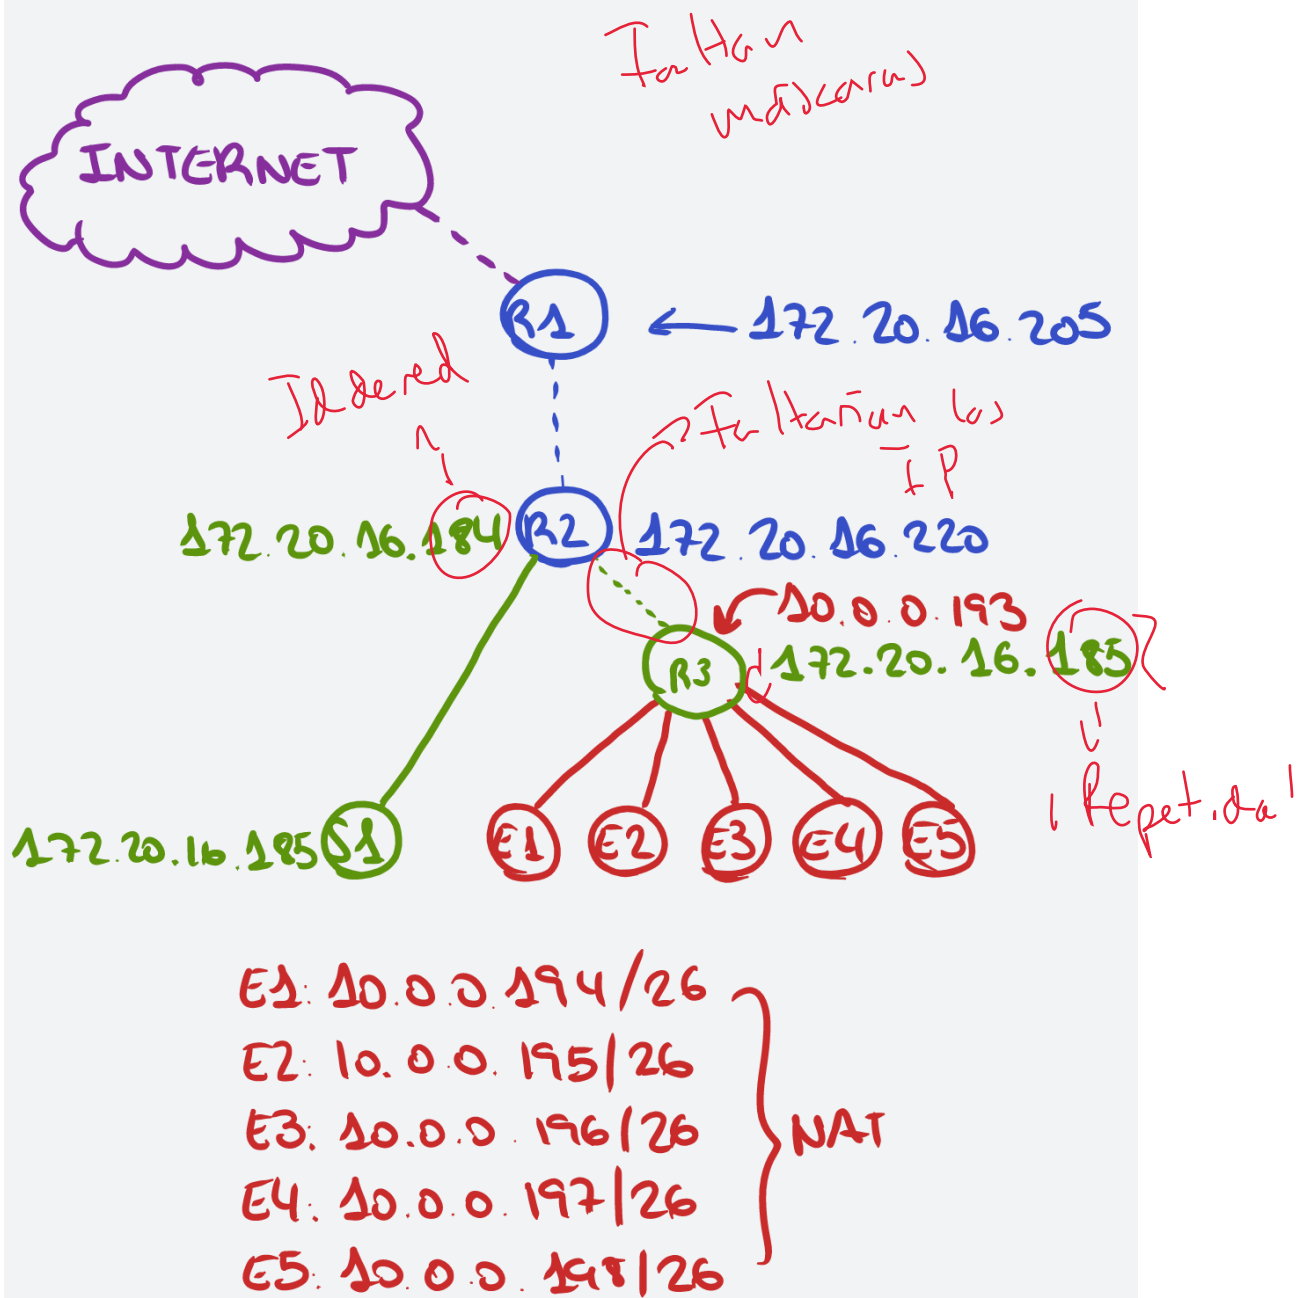 Faltan
máscaras
INTERNET
R1
172.20.16.205
Id de red
Faltarían las
IP
172.20.16.184
R2
172.20.16.220
10.0.0.193
R3
172.20.16.185
¡Repetida!
172.20.16.185
S1
E1
E2
E3
E4
E5
E1: 10.0.0.194/26
E2: 10.0.0.195/26
E3: 10.0.0.196/26
E4: 10.0.0.197/26
E5: 10.0.0.198/26
NAT